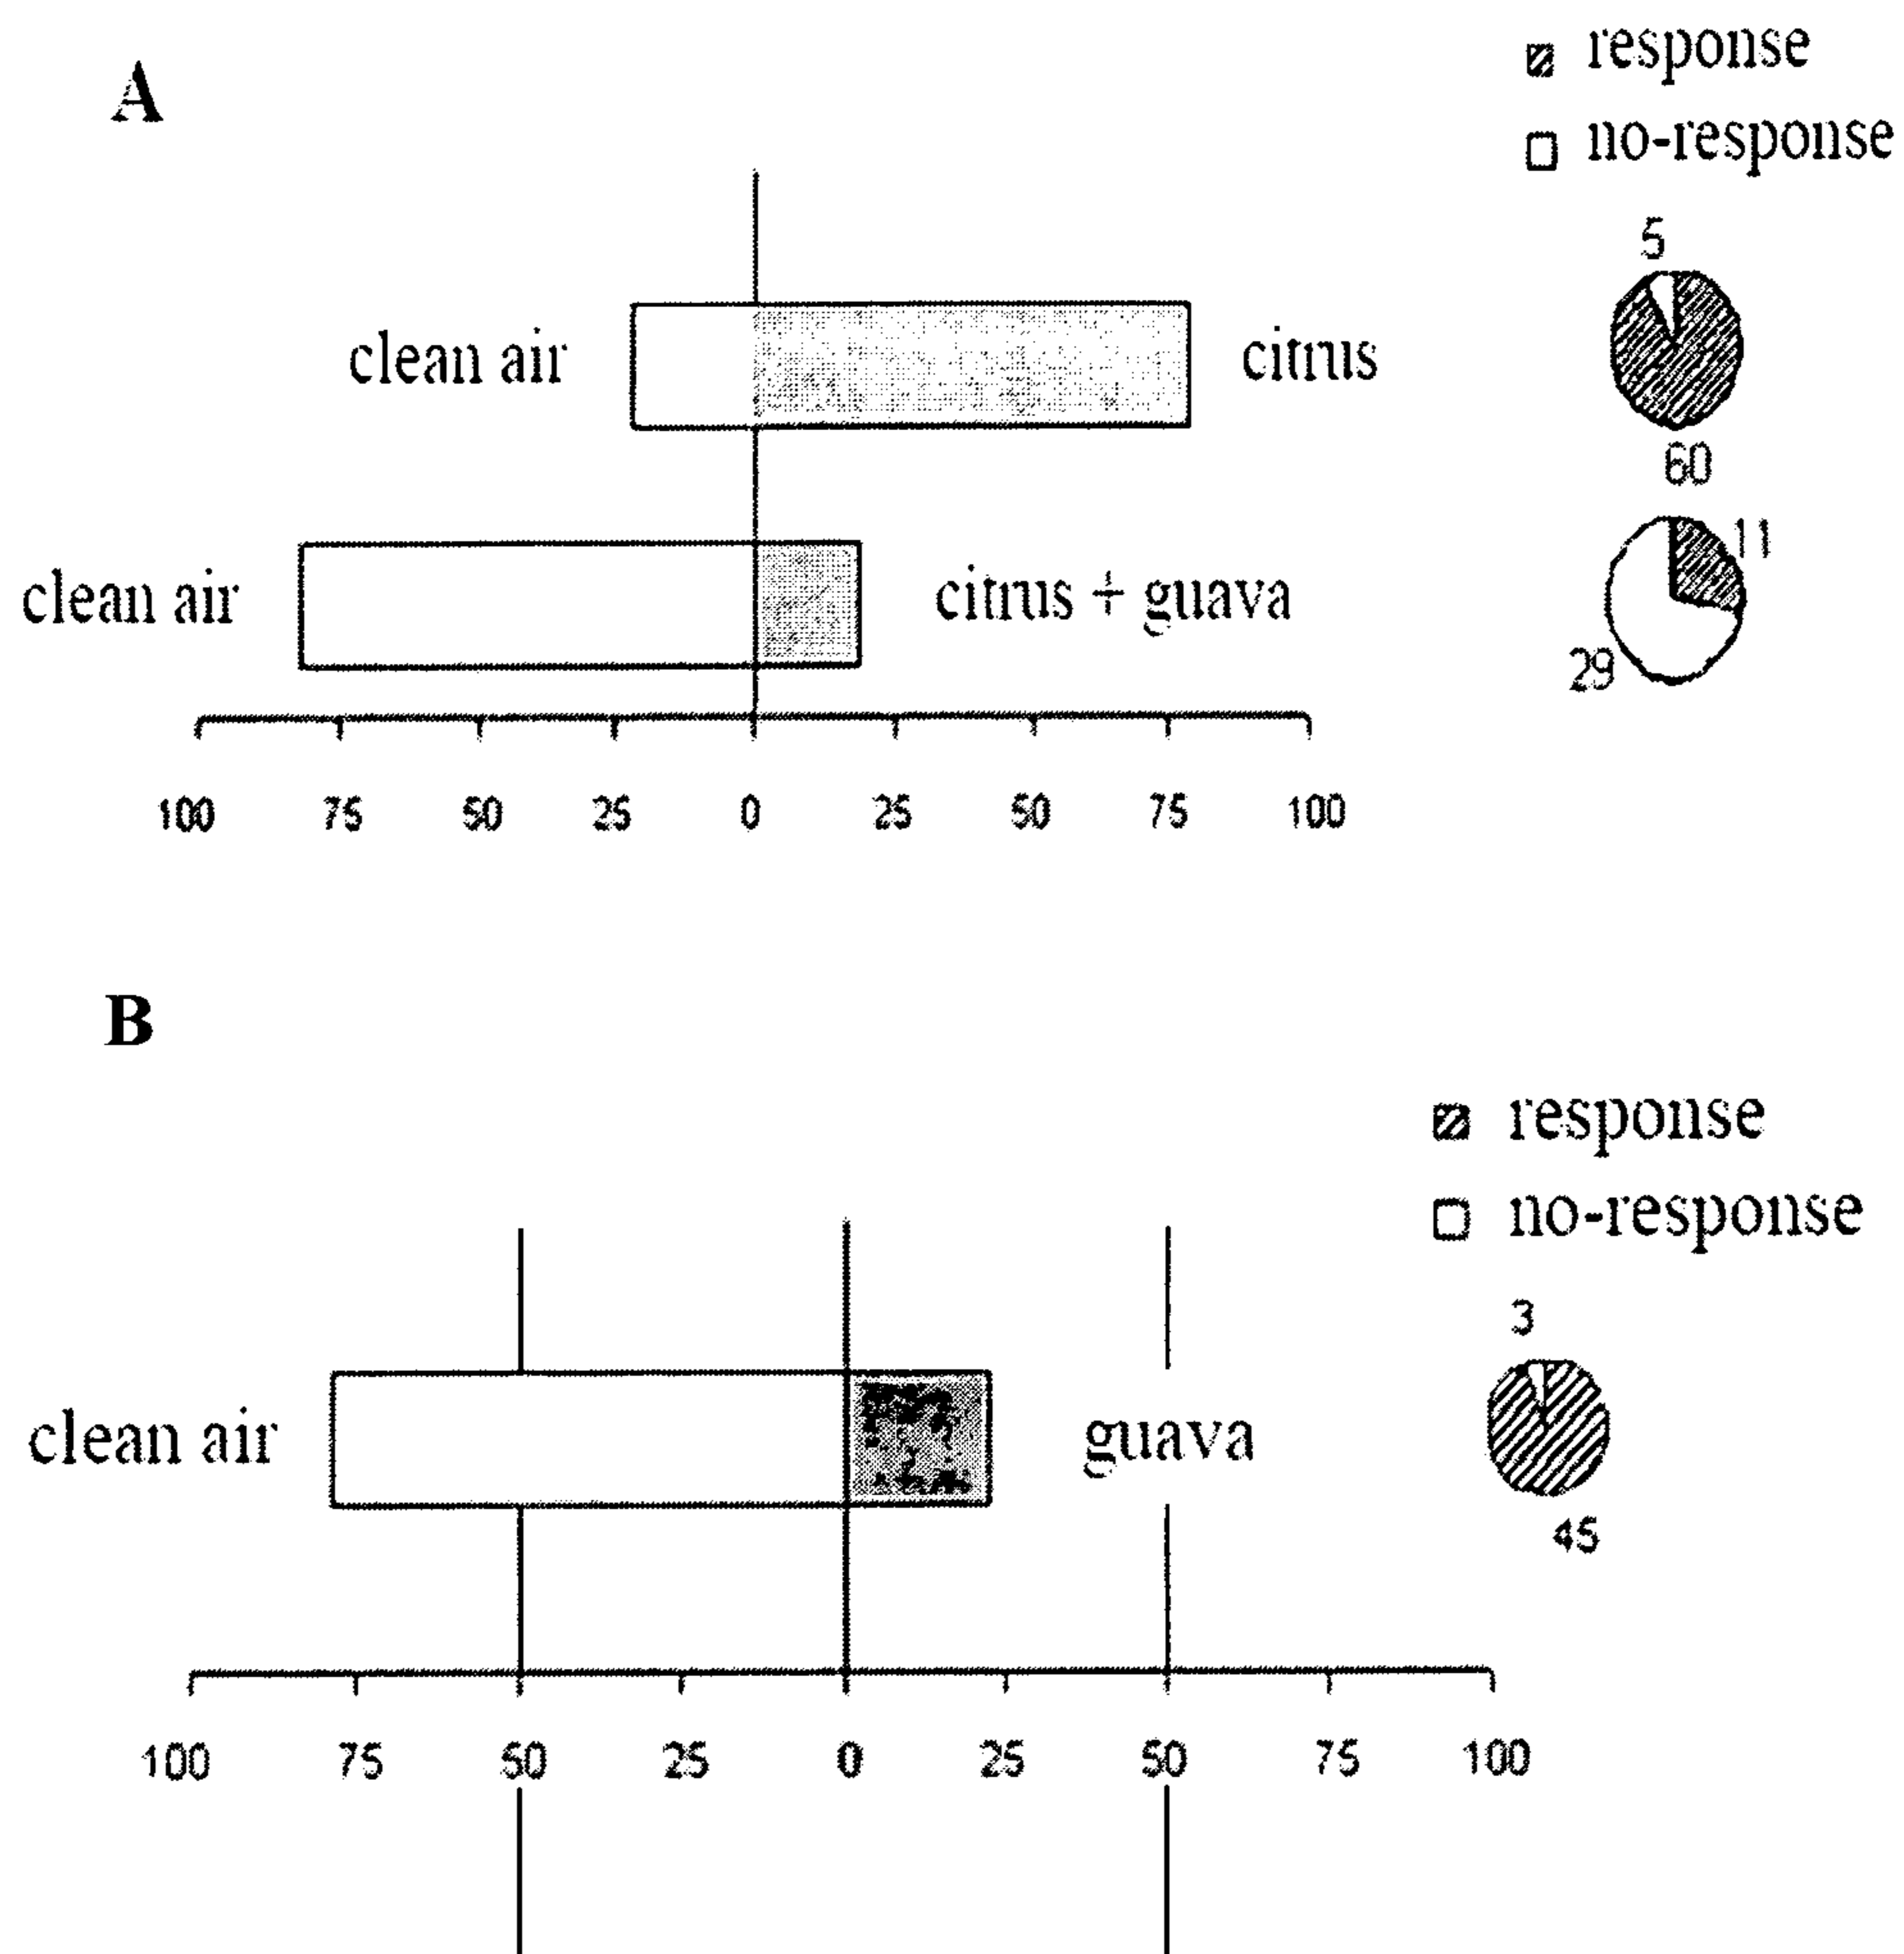 A
response
no-response
5
clean air
citrus
60
11
clean air
citrus + guava
29
100 75 50 25 0 25 50 75 100
B
response
no-response
3
clean air
guava
45
100 75 50 25 0 25 50 75 100